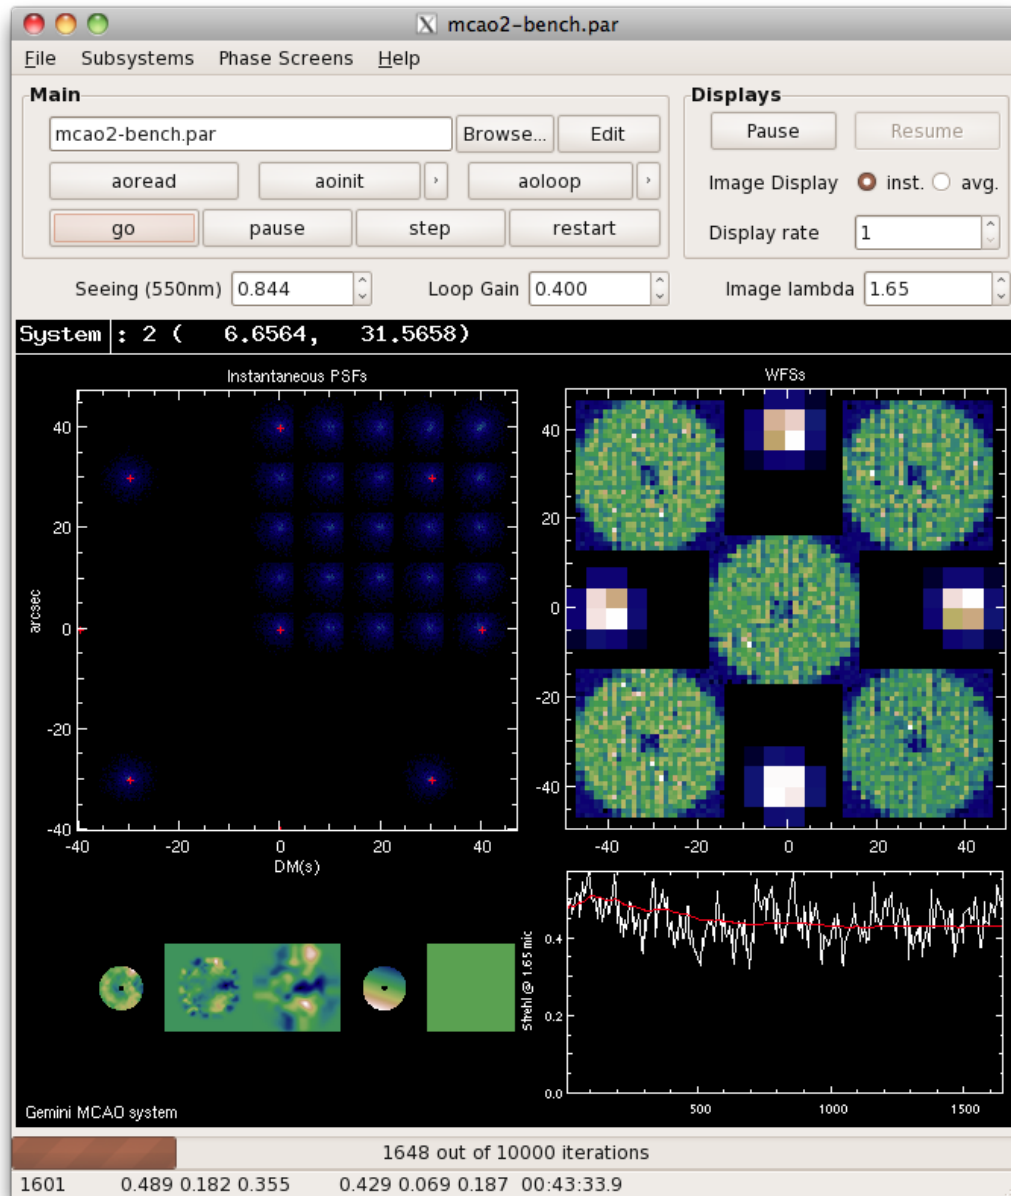 mcao2-bench.par
File Subsystems Phase Screens Help
Main
mcao2-bench.par Browse... Edit
aoread aoinit › aoloop ›
go pause step restart
Displays
Pause Resume
Image Display inst. avg.
Display rate 1
Seeing (550nm) 0.844 Loop Gain 0.400 Image lambda 1.65
System : 2 ( 6.6564, 31.5658)
Instantaneous PSFs
arcsec
40
20
0
-20
-40
-40 -20 0 20 40
WFSs
40
20
0
-20
-40
-40 -20 0 20 40
DM(s)
Strehl @ 1.65 mic
0.4
0.2
0.0
500 1000 1500
Gemini MCAO system
1648 out of 10000 iterations
1601 0.489 0.182 0.355 0.429 0.069 0.187 00:43:33.9